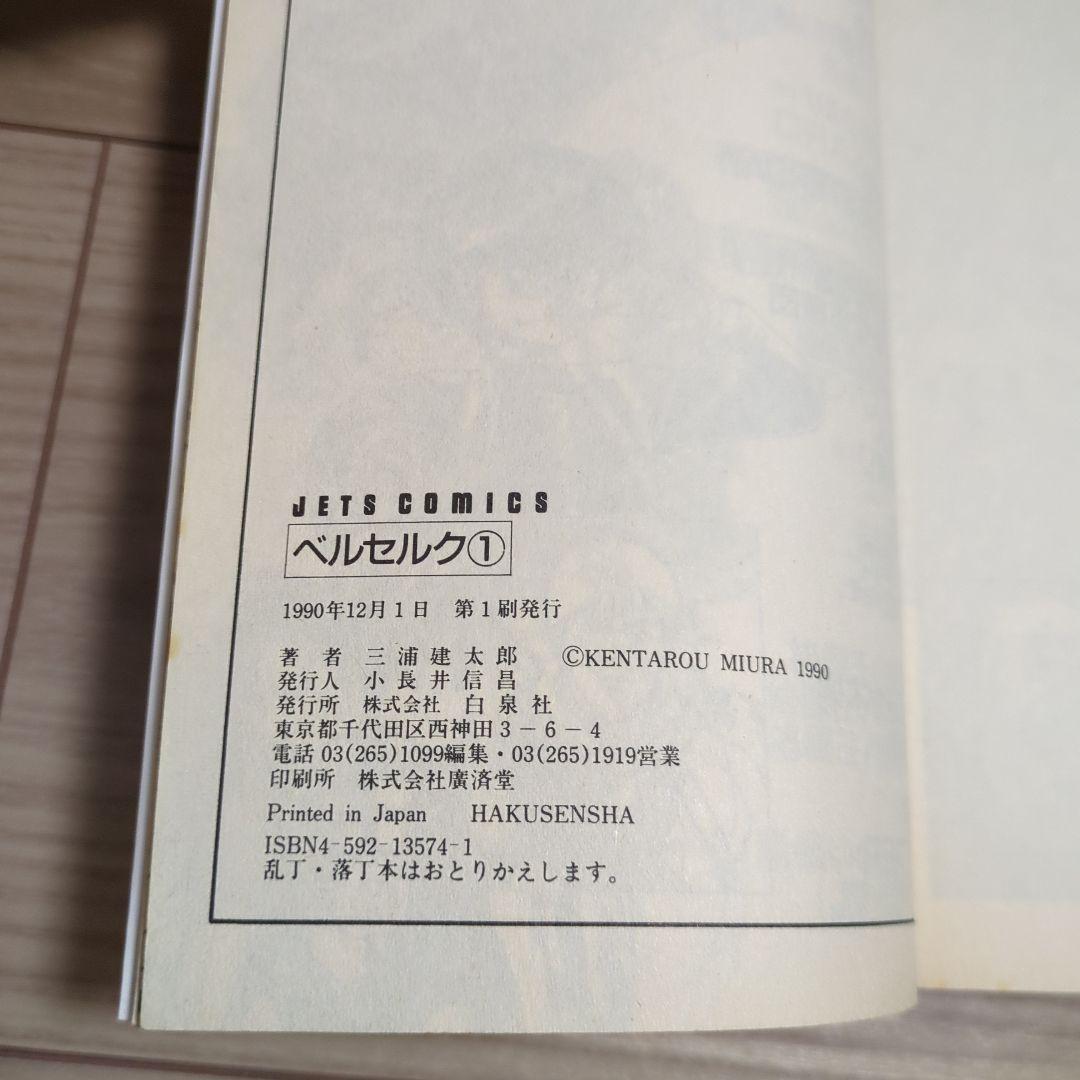 JETS COMICS
ベルセルク①
1990年12月1日 第1刷発行
著者 三浦建太郎 ©KENTAROU MIURA 1990
発行人 小長井信昌
発行所 株式会社 白泉社
東京都千代田区西神田3-6-4
電話 03(265)1099編集・03(265)1919営業
印刷所 株式会社廣済堂
Printed in Japan HAKUSENSHA
ISBN4-592-13574-1
乱丁・落丁本はおとりかえします。